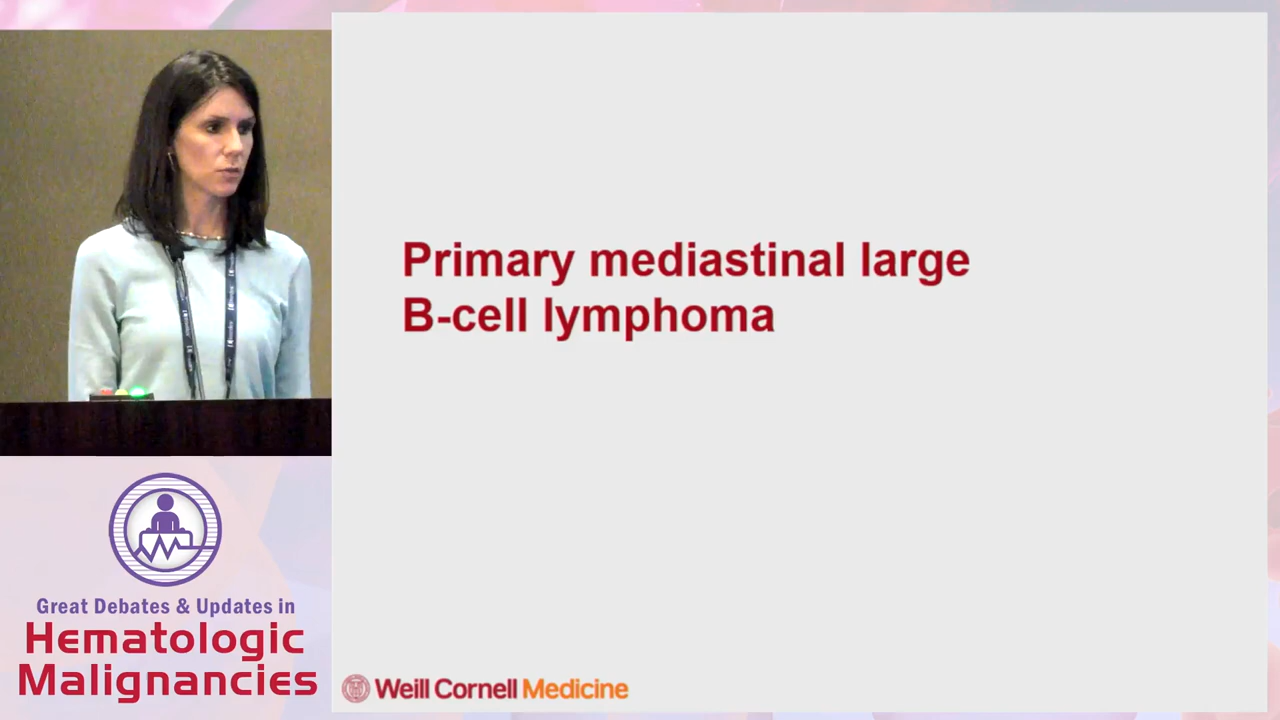 Primary mediastinal large
B-cell lymphoma
Great Debates & Updates in
Hematologic
Malignancies
Weill Cornell Medicine